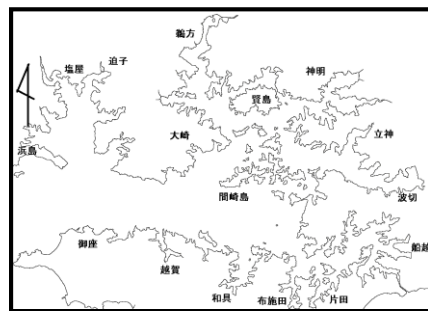 鵜方
迫子
塩屋
神明
賢島
大崎
立神
浜島
間崎島
波切
御座
船越
越賀
和具
布施田
片田